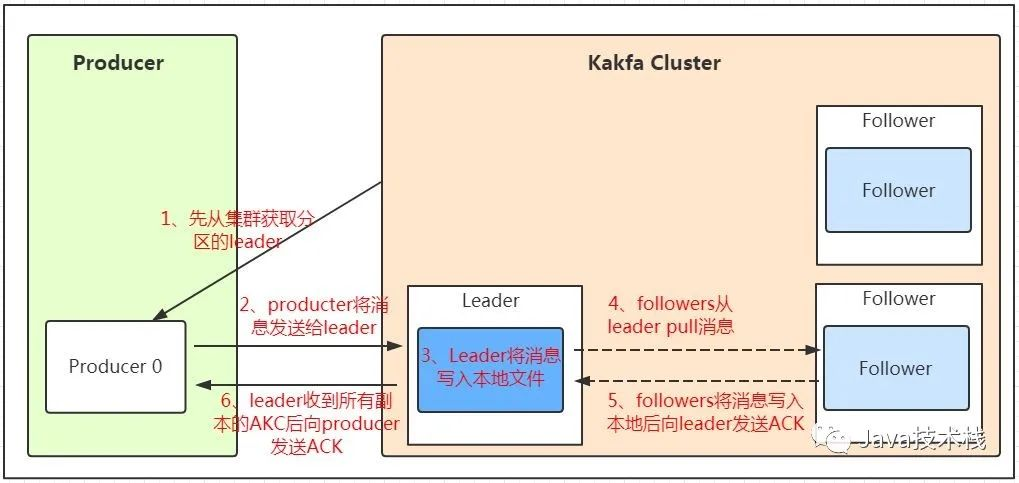 Producer
Kakfa Cluster
Follower
Follower
1、先从集群获取分
区的leader
2、producter将消
息发送给leader
Leader
4、followers从
leader pull消息
Follower
Producer 0
3、Leader将消息
写入本地文件
Follower
6、leader收到所有副
本的AKC后向producer
发送ACK
5、followers将消息写入
本地后向leader发送ACK
Java技术栈